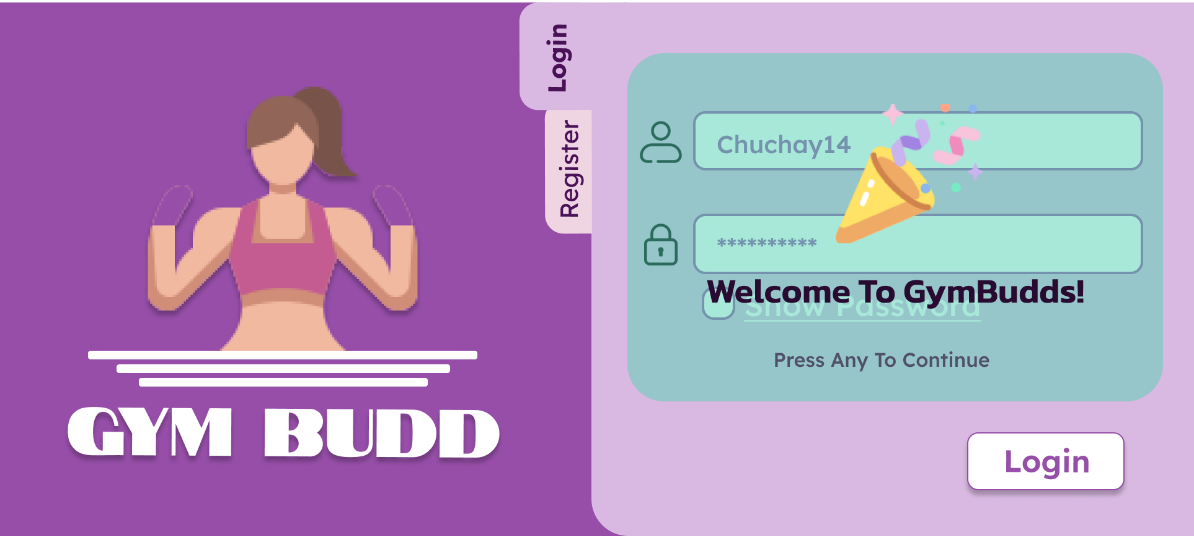 Login
Register
Chuchay14
**********
Welcome To GymBudds!
Show Password
Press Any To Continue
GYM BUDD
Login